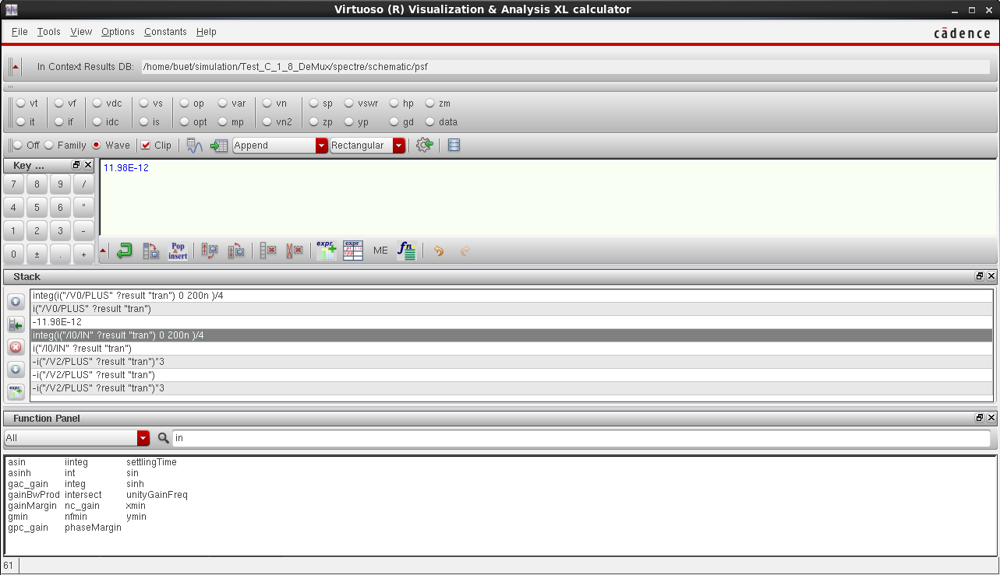 Virtuoso (R) Visualization & Analysis XL calculator
File Tools View Options Constants Help
cādence
In Context Results DB: /home/buet/simulation/Test_C_1_8_DeMux/spectre/schematic/psf
vt vf vdc vs op var vn sp vswr hp zm
it if idc is opt mp vn2 zp yp gd data
Off Family Wave Clip Append Rectangular
Key ...
11.98E-12
7 8 9 /
4 5 6 *
1 2 3 -
0 ± . +
Pop & insert
expr
expr
ME
fn
Stack
integ(i("/V0/PLUS" ?result "tran") 0 200n )/4
i("/V0/PLUS" ?result "tran")
-11.98E-12
integ(i("/I0/IN" ?result "tran") 0 200n )/4
i("/I0/IN" ?result "tran")
-i("/V2/PLUS" ?result "tran")*3
-i("/V2/PLUS" ?result "tran")
-i("/V2/PLUS" ?result "tran")*3
expr
Function Panel
All in
asin iinteg settlingTime
asinh int sin
gac_gain integ sinh
gainBwProd intersect unityGainFreq
gainMargin nc_gain xmin
gmin nfmin ymin
gpc_gain phaseMargin
61